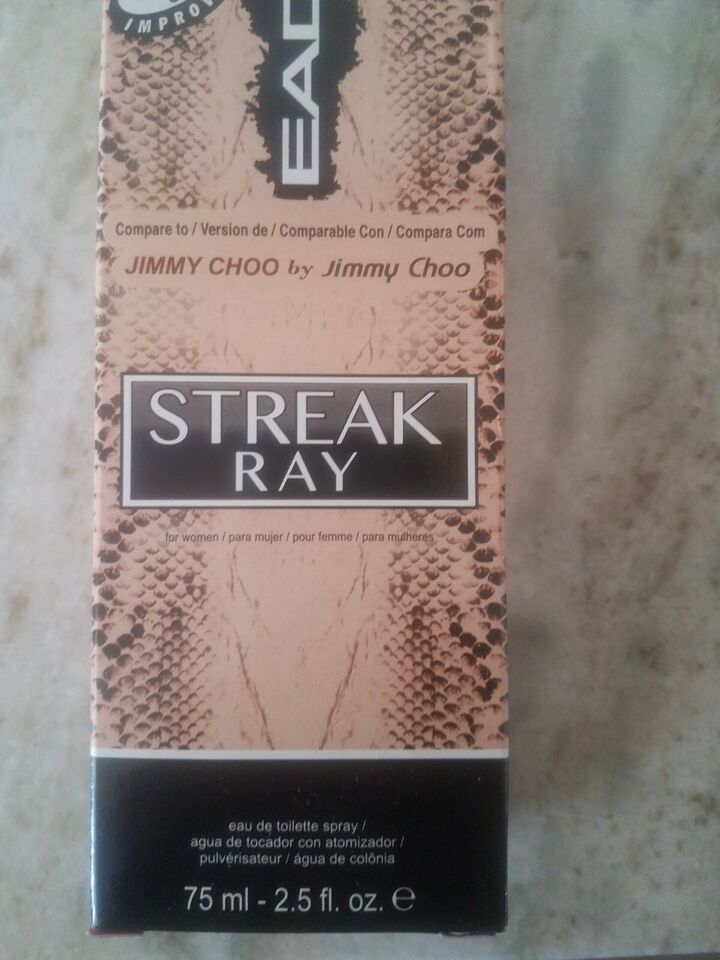 IMPROV
EAD
Compare to / Version de / Comparable Con / Compara Com
JIMMY CHOO by Jimmy Choo
STREAK
RAY
for women / para mujer / pour femme / para mulheres
eau de toilette spray /
agua de tocador con atomizador /
pulvérisateur / água de colônia
75 ml - 2.5 fl. oz. e